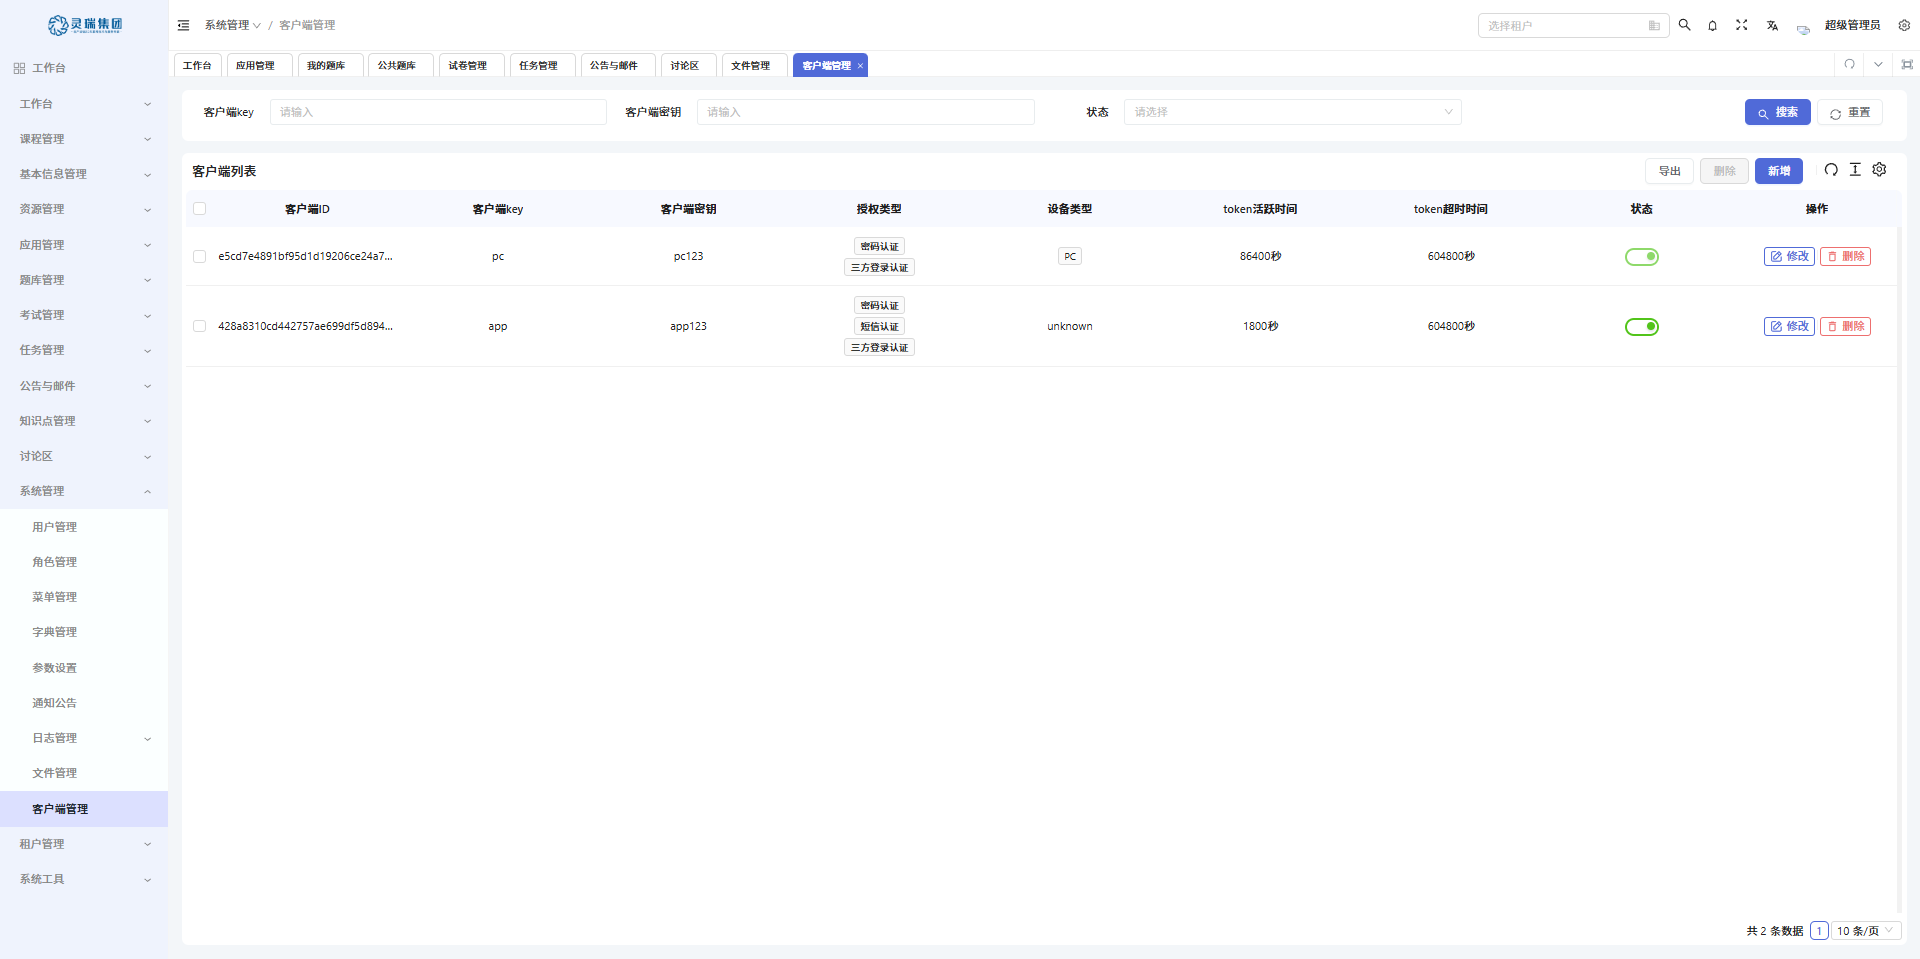 灵瑞集团
系统管理 / 客户端管理
选择租户
超级管理员
工作台
应用管理
我的题库
公共题库
试卷管理
任务管理
公告与邮件
讨论区
文件管理
客户端管理 ×
工作台
工作台
课程管理
基本信息管理
资源管理
应用管理
题库管理
考试管理
任务管理
公告与邮件
知识点管理
讨论区
系统管理
用户管理
角色管理
菜单管理
字典管理
参数设置
通知公告
日志管理
文件管理
客户端管理
租户管理
系统工具
客户端key 请输入
客户端密钥 请输入
状态 请选择
搜索
重置
客户端列表
导出
删除
新增
客户端ID 客户端key 客户端密钥 授权类型 设备类型 token活跃时间 token超时时间 状态 操作
e5cd7e4891bf95d1d19206ce24a7... pc pc123 密码认证 三方登录认证 PC 86400秒 604800秒 修改 删除
428a8310cd442757ae699df5d894... app app123 密码认证 短信认证 三方登录认证 unknown 1800秒 604800秒 修改 删除
共 2 条数据 1 10 条/页